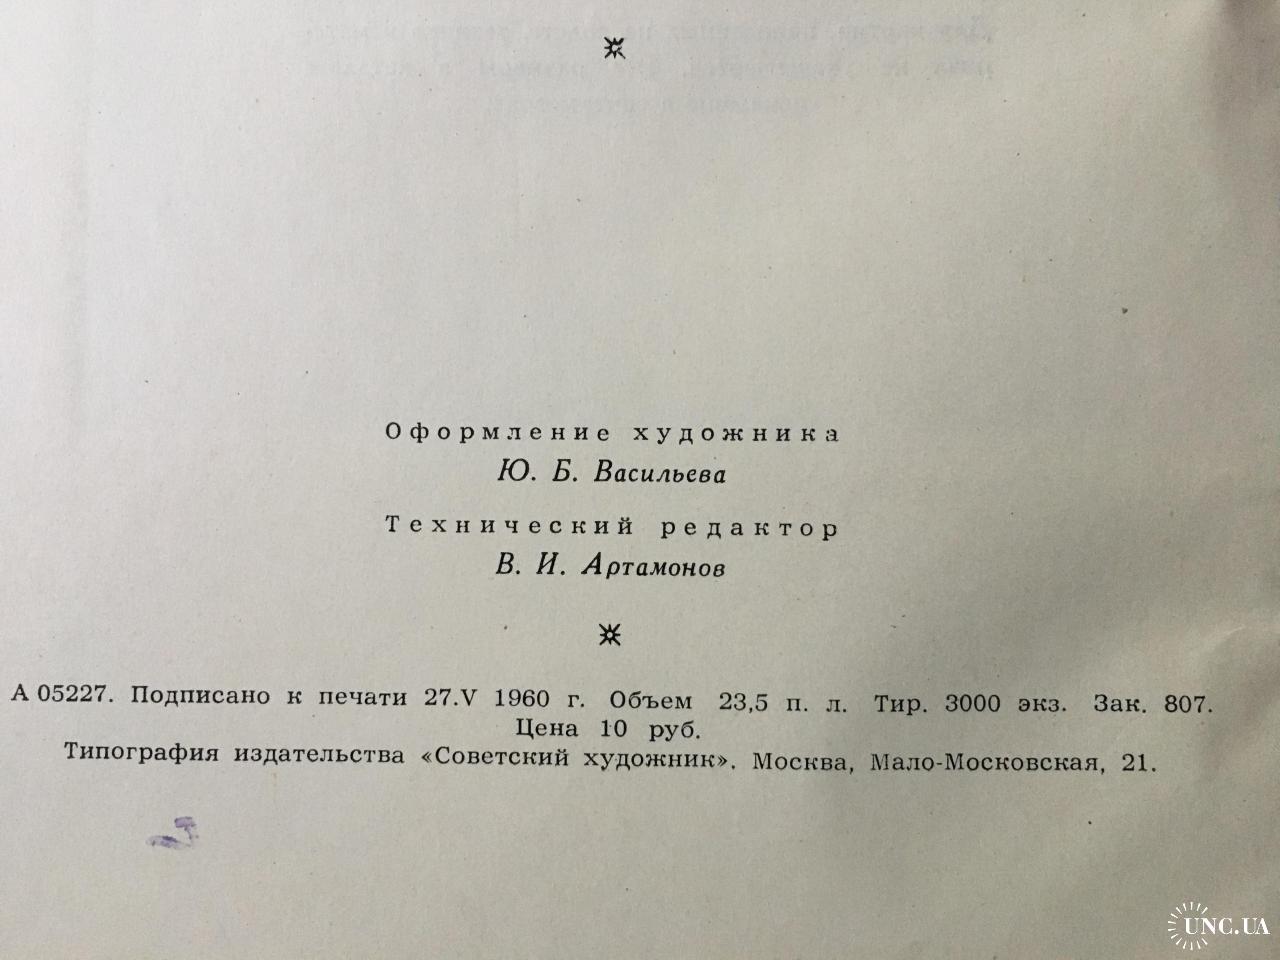 Оформление художника
Ю. Б. Васильева
Технический редактор
В. И. Артамонов
А 05227. Подписано к печати 27.V 1960 г. Объем 23,5 п. л. Тир. 3000 экз. Зак. 807.
Цена 10 руб.
Типография издательства «Советский художник». Москва, Мало-Московская, 21.
UNC.UA